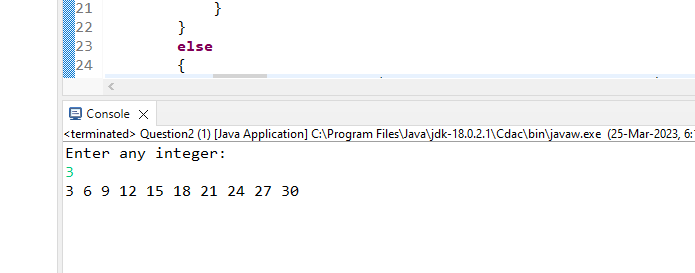 21 }
22 }
23 else
24 {
Console
<terminated> Question2 (1) [Java Application] C:\Program Files\Java\jdk-18.0.2.1\Cdac\bin\javaw.exe (25-Mar-2023, 6:
Enter any integer:
3
3 6 9 12 15 18 21 24 27 30